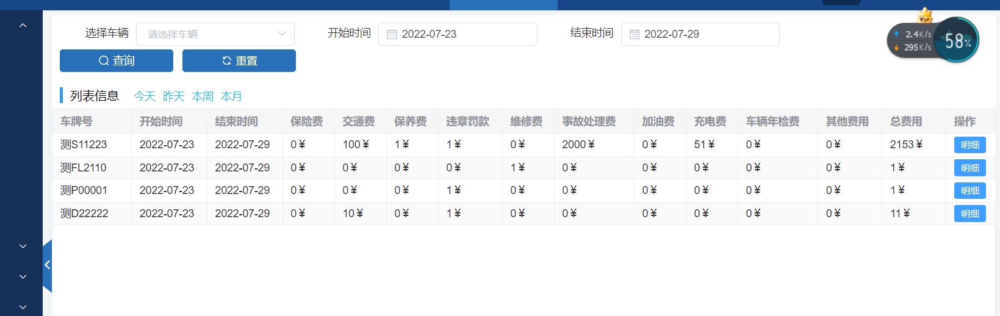 选择车辆 请选择车辆 开始时间 2022-07-23 结束时间 2022-07-29
VIP
2.4K/s
295K/s
58%
查询 重置
列表信息 今天 昨天 本周 本月
车牌号 开始时间 结束时间 保险费 交通费 保养费 违章罚款 维修费 事故处理费 加油费 充电费 车辆年检费 其他费用 总费用 操作
测S11223 2022-07-23 2022-07-29 0¥ 100¥ 1¥ 1¥ 0¥ 2000¥ 0¥ 51¥ 0¥ 0¥ 2153¥ 明细
测FL2110 2022-07-23 2022-07-29 0¥ 0¥ 0¥ 0¥ 1¥ 0¥ 0¥ 0¥ 0¥ 0¥ 1¥ 明细
测P00001 2022-07-23 2022-07-29 0¥ 0¥ 0¥ 1¥ 0¥ 0¥ 0¥ 0¥ 0¥ 0¥ 1¥ 明细
测D22222 2022-07-23 2022-07-29 0¥ 10¥ 0¥ 1¥ 0¥ 0¥ 0¥ 0¥ 0¥ 0¥ 11¥ 明细